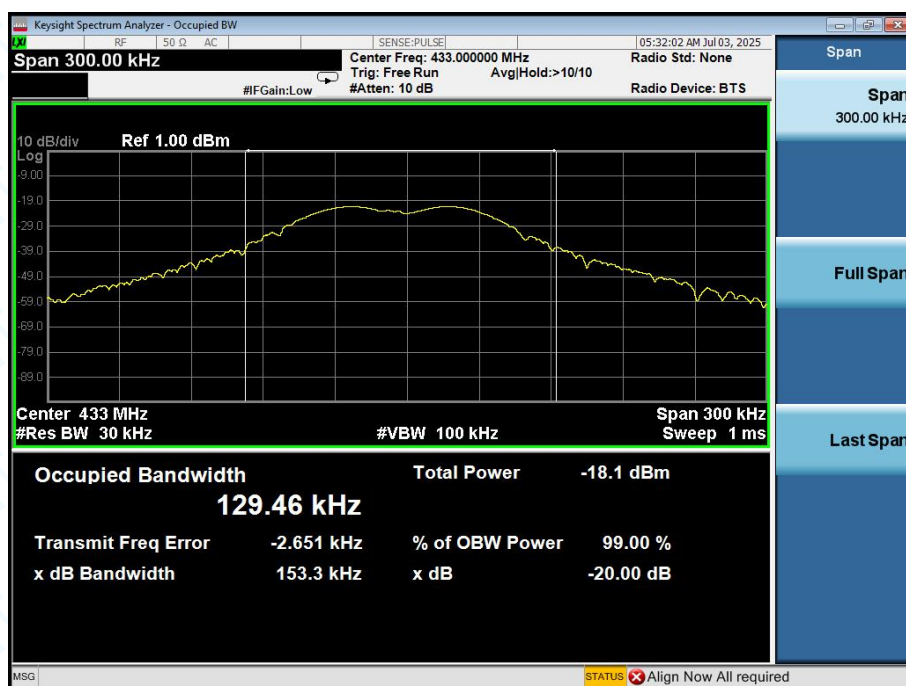 Keysight Spectrum Analyzer - Occupied BW
LXI RF 50 Ω AC SENSE:PULSE 05:32:02 AM Jul 03, 2025
Span 300.00 kHz
Center Freq: 433.000000 MHz Radio Std: None
Trig: Free Run Avg|Hold:>10/10
#IFGain:Low #Atten: 10 dB Radio Device: BTS
Span
Span
300.00 kHz
Full Span
Last Span
10 dB/div Ref 1.00 dBm
Log
-9.00
-19.0
-29.0
-39.0
-49.0
-59.0
-69.0
-79.0
-89.0
Center 433 MHz Span 300 kHz
#Res BW 30 kHz #VBW 100 kHz Sweep 1 ms
Occupied Bandwidth Total Power -18.1 dBm
129.46 kHz
Transmit Freq Error -2.651 kHz % of OBW Power 99.00 %
x dB Bandwidth 153.3 kHz x dB -20.00 dB
MSG STATUS Align Now All required